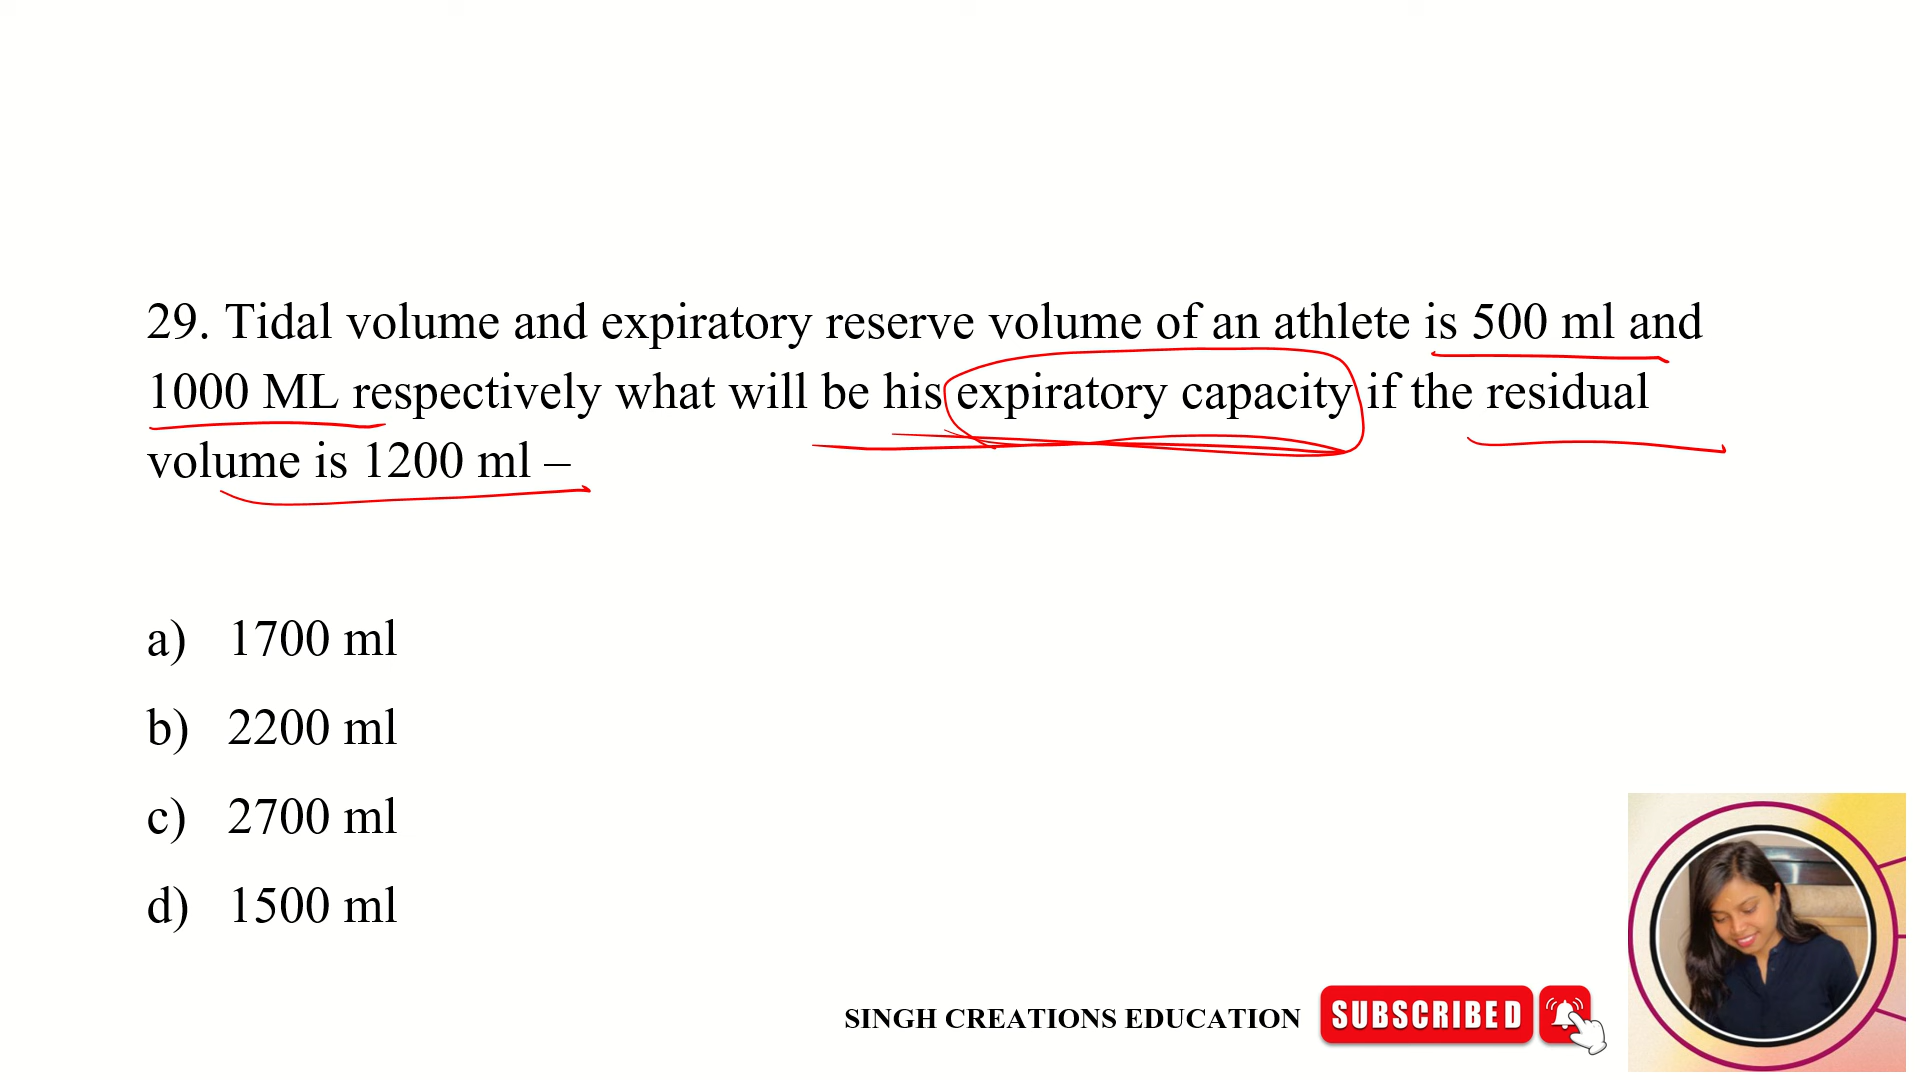 29. Tidal volume and expiratory reserve volume of an athlete is 500 ml and
1000 ML respectively what will be his expiratory capacity if the residual
volume is 1200 ml –
a) 1700 ml
b) 2200 ml
c) 2700 ml
d) 1500 ml
SINGH CREATIONS EDUCATION
SUBSCRIBED